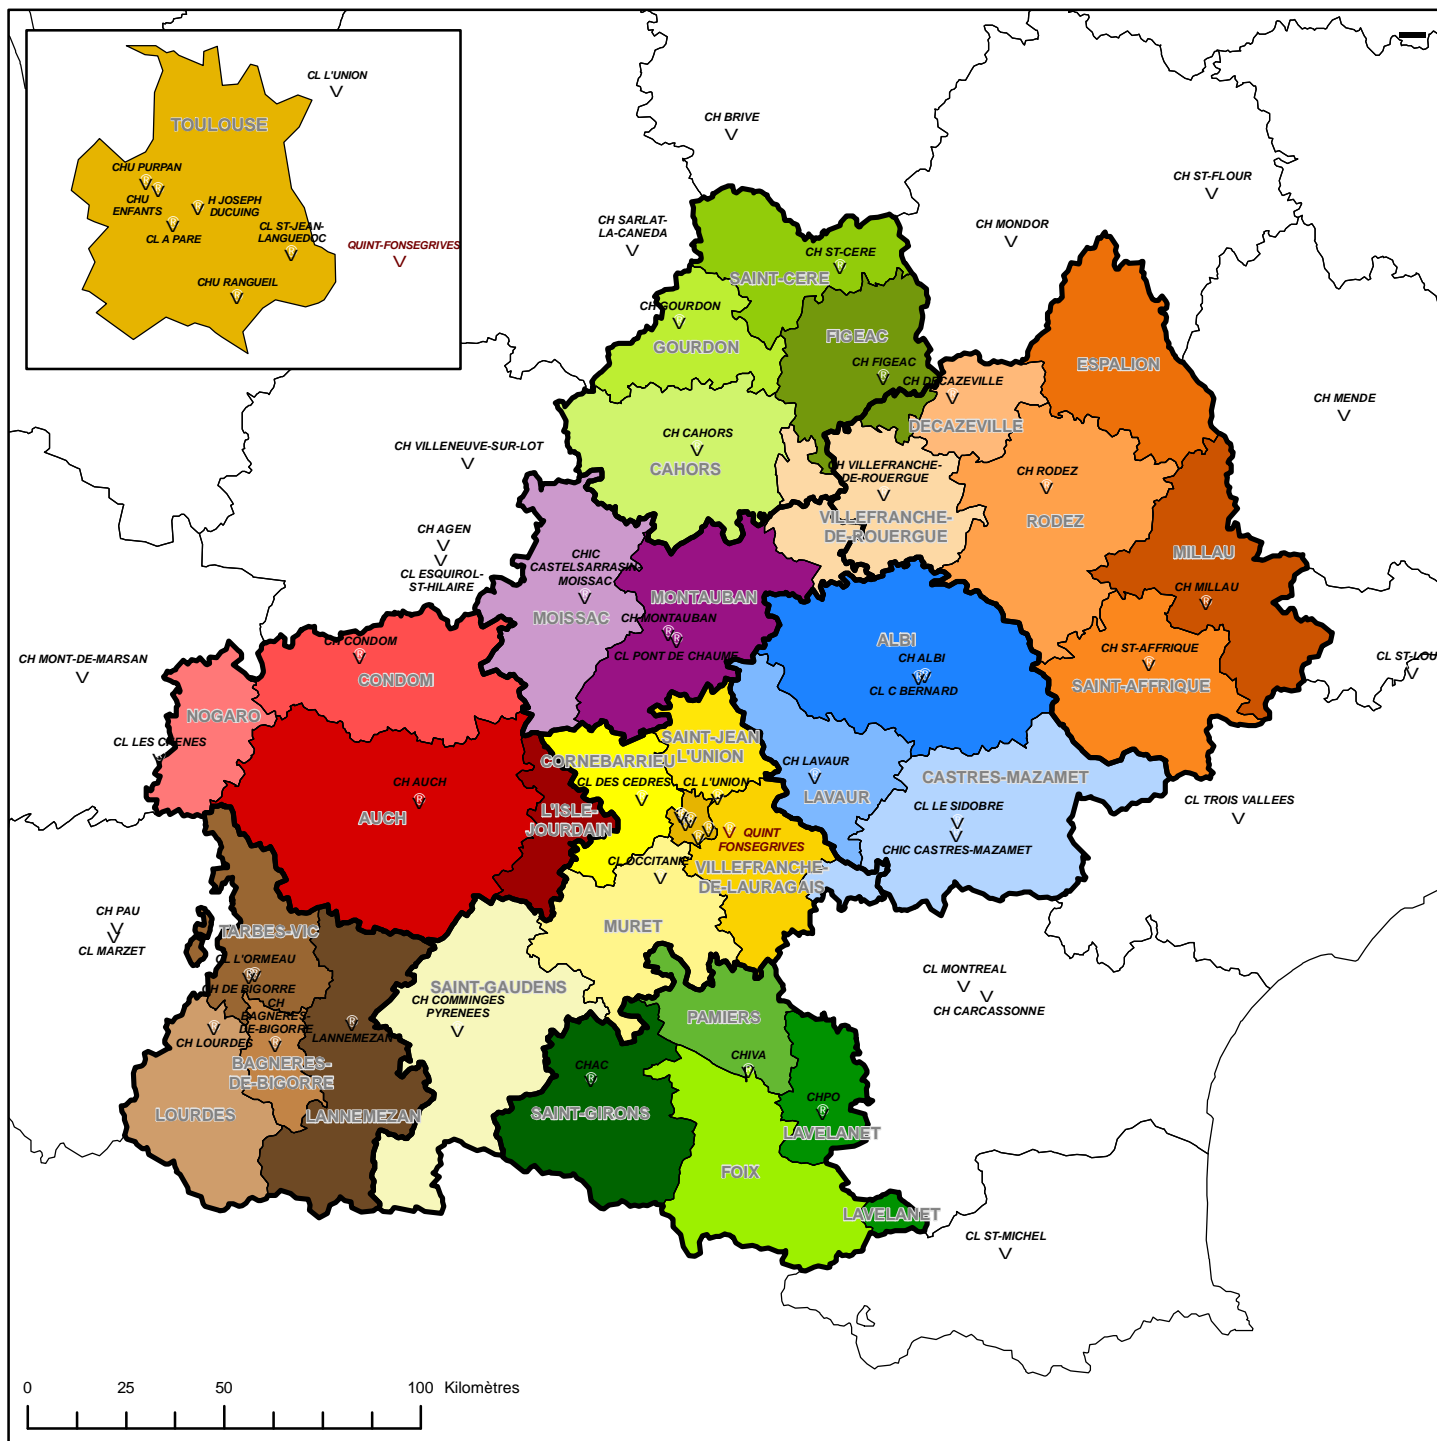 CL L'UNION
TOULOUSE
CHU PURPAN
CHU
ENFANTS
H JOSEPH
DUCUING
CL A PARE
CL ST-JEAN-
LANGUEDOC
QUINT-FONSEGRIVES
CHU RANGUEIL
CH BRIVE
CH ST-FLOUR
CH SARLAT-
LA-CANEDA
CH MONDOR
CH ST-CERE
SAINT-CERE
CH GOURDON
GOURDON
FIGEAC
CH FIGEAC
ESPALION
CH DECAZEVILLE
DECAZEVILLE
CH MENDE
CH CAHORS
CAHORS
CH VILLENEUVE-SUR-LOT
CH VILLEFRANCHE-
DE-ROUERGUE
CH RODEZ
RODEZ
VILLEFRANCHE-
DE-ROUERGUE
CH AGEN
CL ESQUIROL-
ST-HILAIRE
CHIC
CASTELSARRASIN-
MOISSAC
MOISSAC
MONTAUBAN
CH MONTAUBAN
CL PONT DE CHAUME
MILLAU
CH MILLAU
ALBI
CH ALBI
CL C BERNARD
CH ST-AFFRIQUE
SAINT-AFFRIQUE
CL ST-LOU
CH MONT-DE-MARSAN
CH CONDOM
CONDOM
NOGARO
CL LES CHENES
SAINT-JEAN
L'UNION
CORNEBARRIEU
CL DES CEDRES
CL L'UNION
CH LAVAUR
LAVAUR
CASTRES-MAZAMET
CL LE SIDOBRE
CHIC CASTRES-MAZAMET
CL TROIS VALLEES
CH AUCH
AUCH
L'ISLE-
JOURDAIN
QUINT
FONSEGRIVES
CL OCCITANIE
VILLEFRANCHE-
DE-LAURAGAIS
MURET
CH PAU
CL MARZET
TARBES-VIC
CL L'ORMEAU
CH DE BIGORRE
CH
BAGNERES-
DE-BIGORRE
CH LOURDES
LANNEMEZAN
BAGNERES-
DE-BIGORRE
LOURDES
LANNEMEZAN
SAINT-GAUDENS
CH COMMINGES
PYRENEES
CL MONTREAL
CH CARCASSONNE
PAMIERS
CHIVA
CHAC
SAINT-GIRONS
CHPO
LAVELANET
FOIX
LAVELANET
CL ST-MICHEL
0 25 50 100 Kilomètres